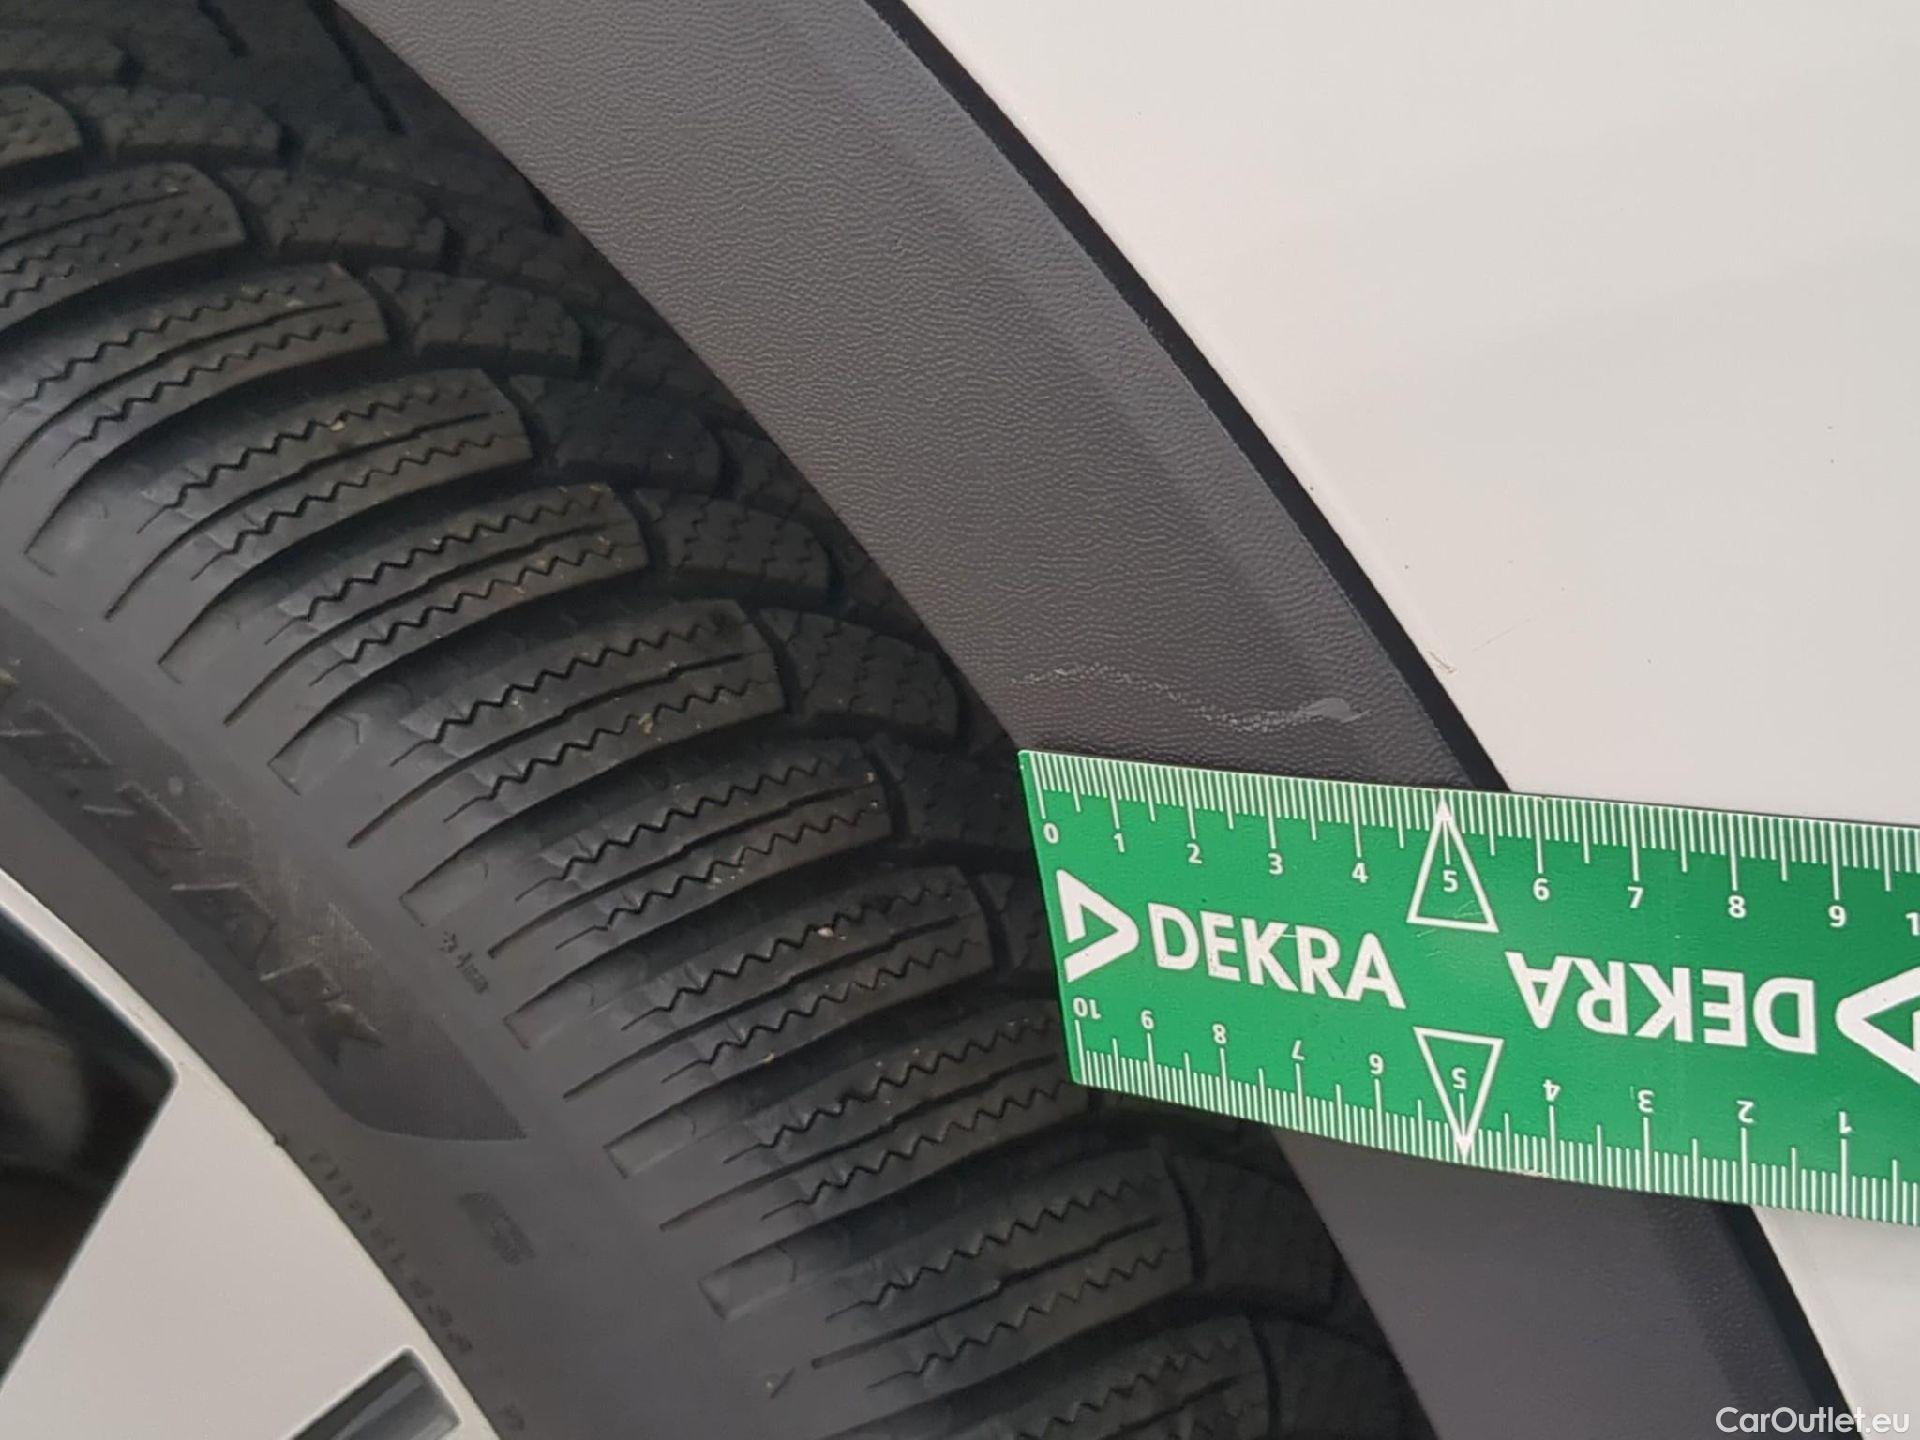 0 1 2 3 4 5 6 7 8 9
DEKRA
DEKRA
10 9 8 7 6 5 4 3 2 1
BLIZZAK
CarOutlet.eu